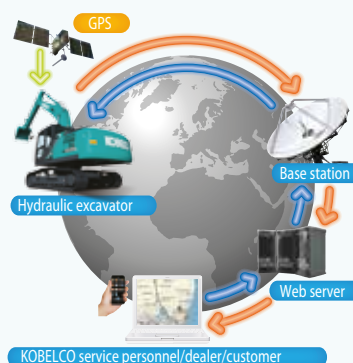 GPS
Base station
Hydraulic excavator
Web server
KOBELCO service personnel/dealer/customer